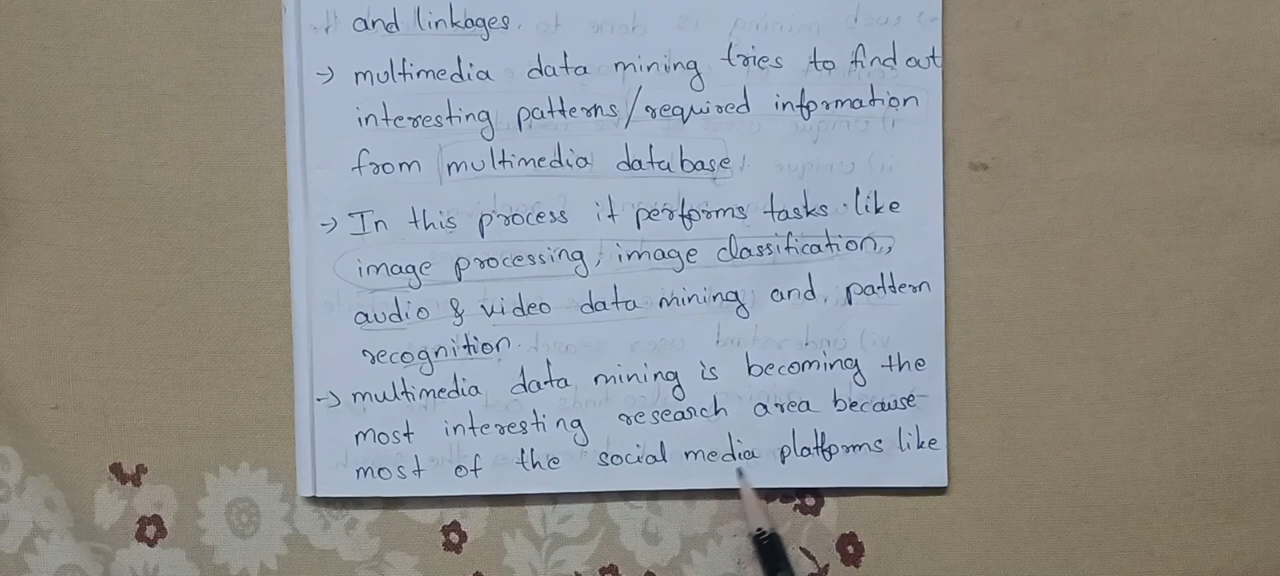 and linkages.
-> multimedia data mining tries to find out
interesting patterns/required information
from multimedia database.
-> In this process it performs tasks like
image processing, image classification,
audio & video data mining and pattern
recognition.
-> multimedia data mining is becoming the
most interesting research area because
most of the social media platforms like